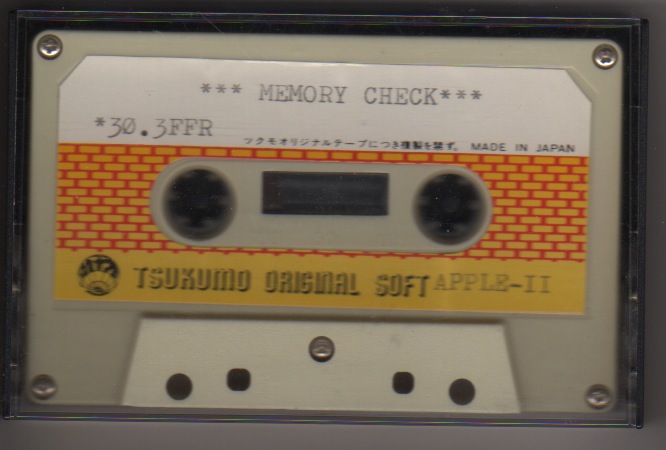 *** MEMORY CHECK***
*30.3FFR
ツクモオリジナルテープにつき複製を禁ず。 MADE IN JAPAN
TSUKUMO ORIGINAL SOFT APPLE-II